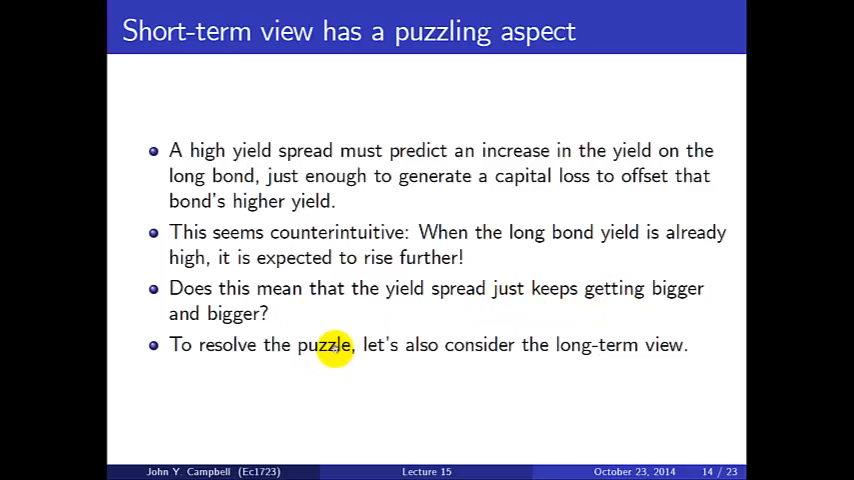 Short-term view has a puzzling aspect
A high yield spread must predict an increase in the yield on the
long bond, just enough to generate a capital loss to offset that
bond's higher yield.
This seems counterintuitive: When the long bond yield is already
high, it is expected to rise further!
Does this mean that the yield spread just keeps getting bigger
and bigger?
To resolve the puzzle, let's also consider the long-term view.
John Y. Campbell (Ec1723) Lecture 15 October 23, 2014 14 / 23